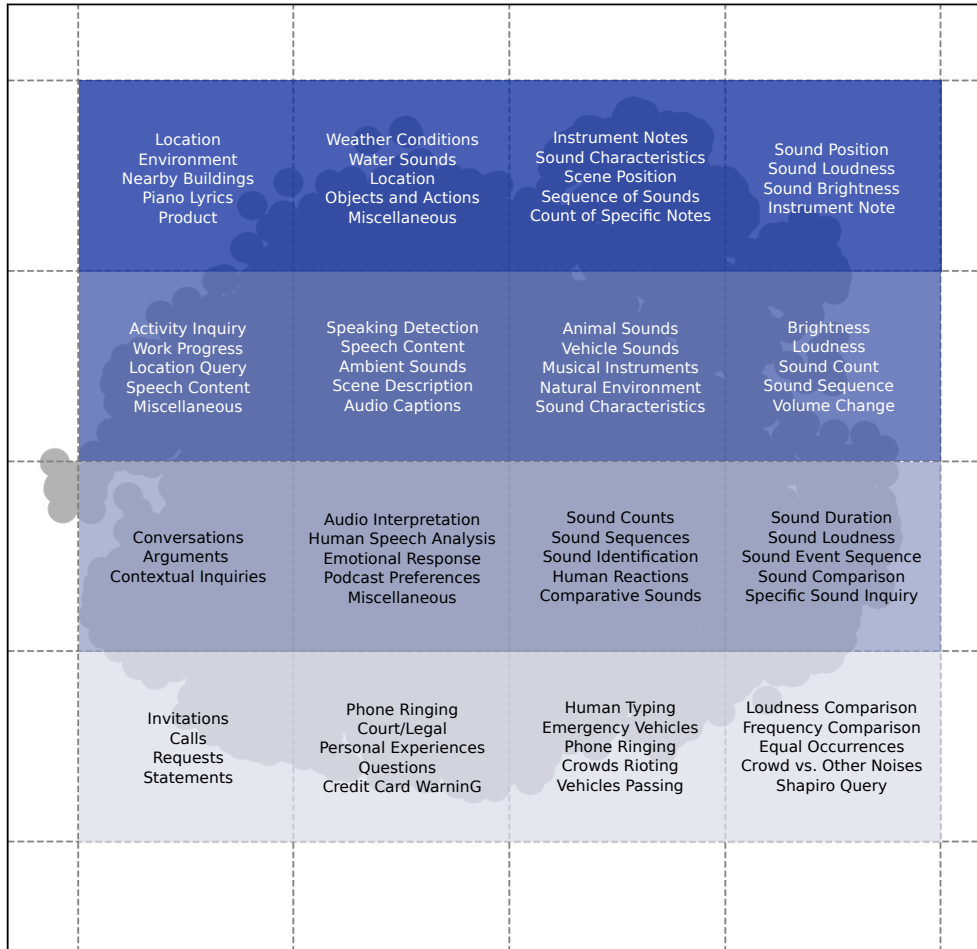 Location
Environment
Nearby Buildings
Piano Lyrics
Product
Weather Conditions
Water Sounds
Location
Objects and Actions
Miscellaneous
Instrument Notes
Sound Characteristics
Scene Position
Sequence of Sounds
Count of Specific Notes
Sound Position
Sound Loudness
Sound Brightness
Instrument Note
Activity Inquiry
Work Progress
Location Query
Speech Content
Miscellaneous
Speaking Detection
Speech Content
Ambient Sounds
Scene Description
Audio Captions
Animal Sounds
Vehicle Sounds
Musical Instruments
Natural Environment
Sound Characteristics
Brightness
Loudness
Sound Count
Sound Sequence
Volume Change
Conversations
Arguments
Contextual Inquiries
Audio Interpretation
Human Speech Analysis
Emotional Response
Podcast Preferences
Miscellaneous
Sound Counts
Sound Sequences
Sound Identification
Human Reactions
Comparative Sounds
Sound Duration
Sound Loudness
Sound Event Sequence
Sound Comparison
Specific Sound Inquiry
Invitations
Calls
Requests
Statements
Phone Ringing
Court/Legal
Personal Experiences
Questions
Credit Card WarninG
Human Typing
Emergency Vehicles
Phone Ringing
Crowds Rioting
Vehicles Passing
Loudness Comparison
Frequency Comparison
Equal Occurrences
Crowd vs. Other Noises
Shapiro Query